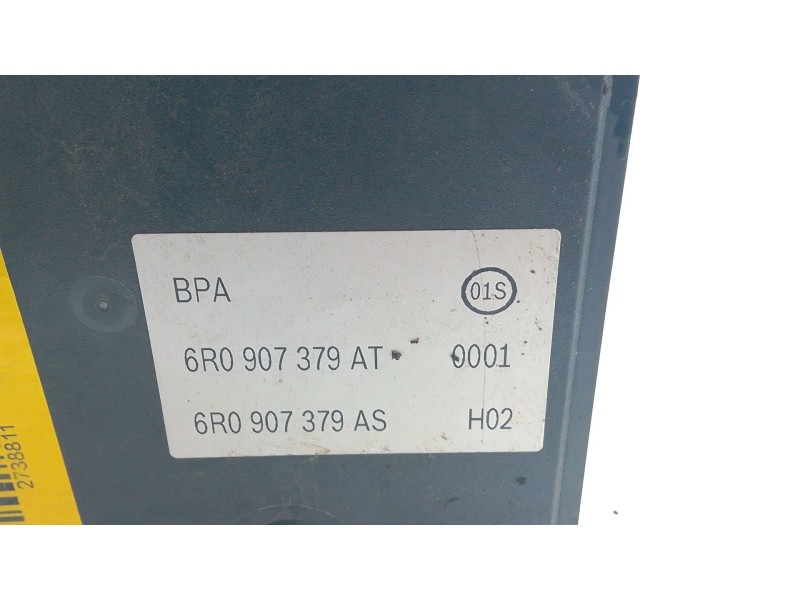 BPA 01S
6R0 907 379 AT 0001
6R0 907 379 AS H02
2738811